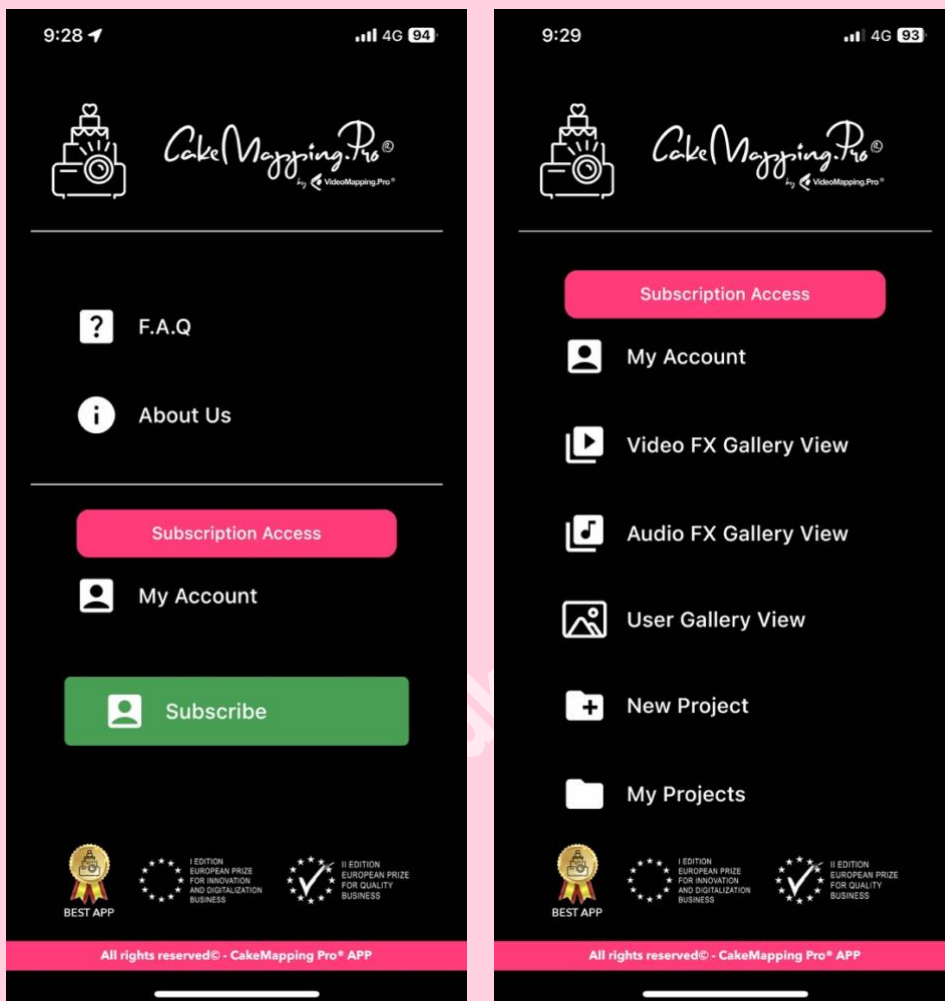 9:28
4G 94
CakeMapping.Pro®
by VideoMapping.Pro®
F.A.Q
About Us
Subscription Access
My Account
Subscribe
BEST APP
I EDITION
EUROPEAN PRIZE
FOR INNOVATION
AND DIGITALIZATION
BUSINESS
II EDITION
EUROPEAN PRIZE
FOR QUALITY
BUSINESS
All rights reserved© - CakeMapping Pro® APP
9:29
4G 93
CakeMapping.Pro®
by VideoMapping.Pro®
Subscription Access
My Account
Video FX Gallery View
Audio FX Gallery View
User Gallery View
New Project
My Projects
BEST APP
I EDITION
EUROPEAN PRIZE
FOR INNOVATION
AND DIGITALIZATION
BUSINESS
II EDITION
EUROPEAN PRIZE
FOR QUALITY
BUSINESS
All rights reserved© - CakeMapping Pro® APP